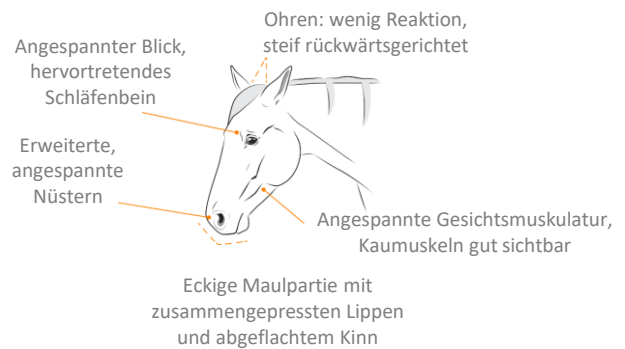 Ohren: wenig Reaktion,
steif rückwärtsgerichtet
Angespannter Blick,
hervortretendes
Schläfenbein
Erweiterte,
angespannte
Nüstern
Angespannte Gesichtsmuskulatur,
Kaumuskeln gut sichtbar
Eckige Maulpartie mit
zusammengepressten Lippen
und abgeflachtem Kinn